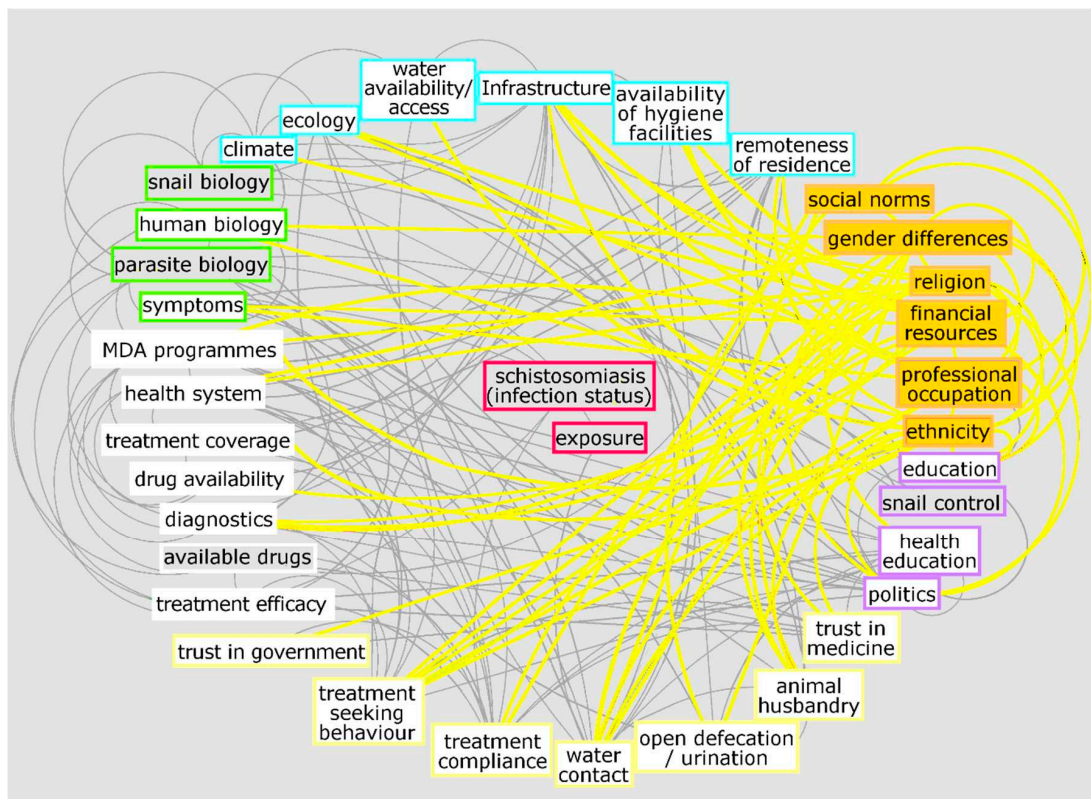 water
availability/
access
Infrastructure
availability
of hygiene
facilities
remoteness
of residence
ecology
climate
snail biology
human biology
parasite biology
symptoms
MDA programmes
health system
treatment coverage
drug availability
diagnostics
available drugs
treatment efficacy
trust in government
treatment
seeking
behaviour
treatment
compliance
water
contact
open defecation
/ urination
animal
husbandry
trust in
medicine
politics
health
education
snail control
education
ethnicity
professional
occupation
financial
resources
religion
gender differences
social norms
schistosomiasis
(infection status)
exposure